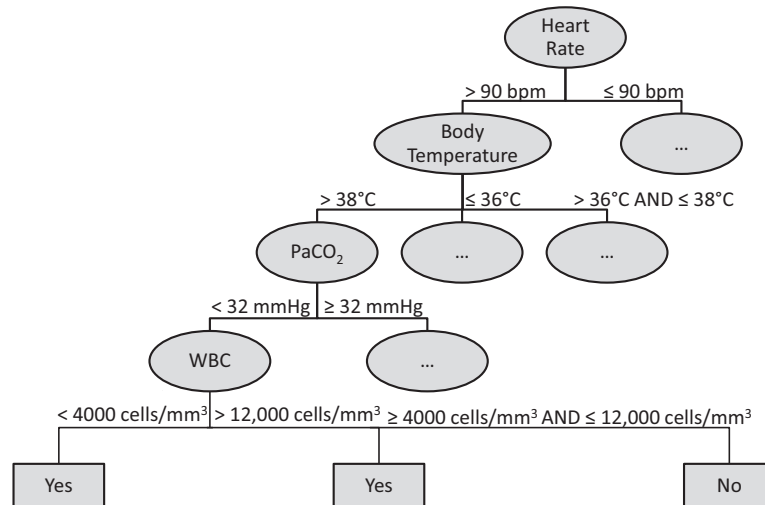 Heart
Rate
> 90 bpm
≤ 90 bpm
Body
Temperature
...
> 38°C
≤ 36°C
> 36°C AND ≤ 38°C
PaCO₂
...
...
< 32 mmHg
≥ 32 mmHg
WBC
...
< 4000 cells/mm³
> 12,000 cells/mm³
≥ 4000 cells/mm³ AND ≤ 12,000 cells/mm³
Yes
Yes
No